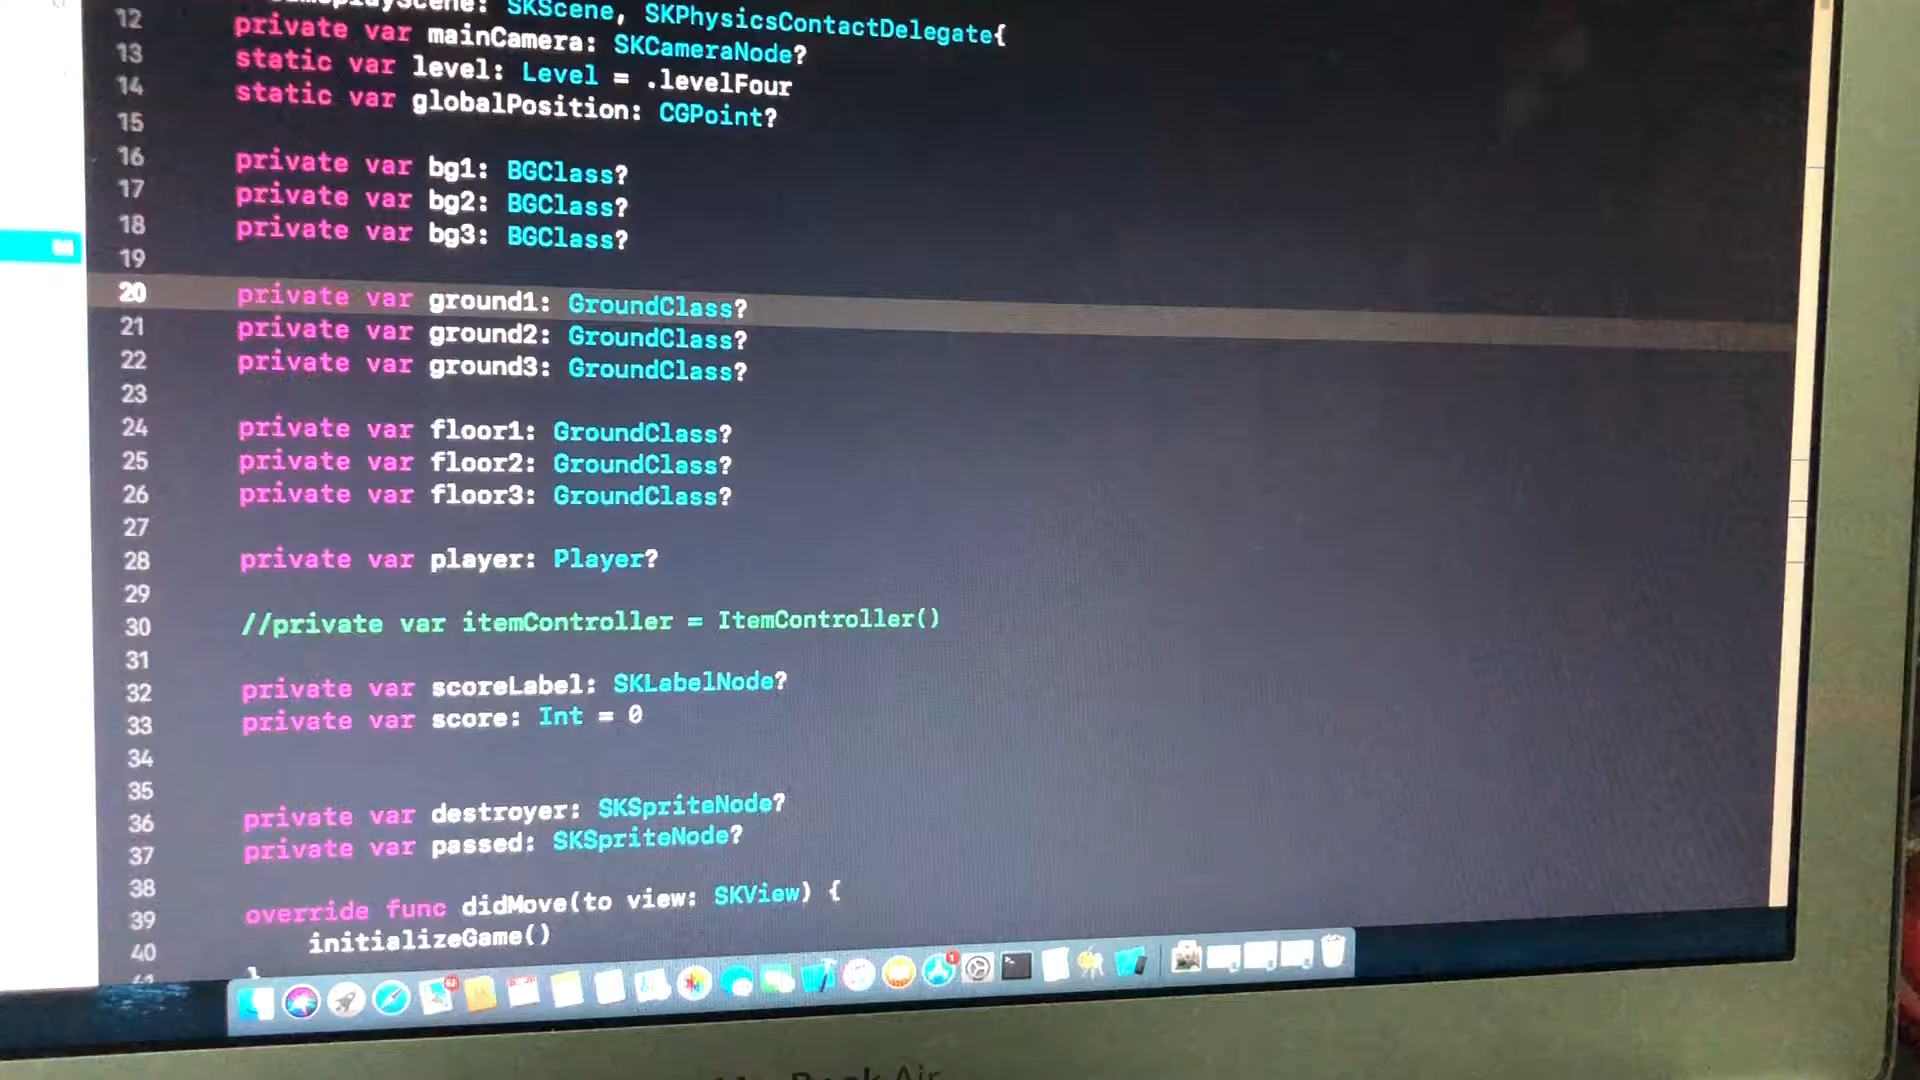 SKScene, SKPhysicsContactDelegate{
12 private var mainCamera: SKCameraNode?
13 static var level: Level = .levelFour
14 static var globalPosition: CGPoint?
15
16 private var bg1: BGClass?
17 private var bg2: BGClass?
18 private var bg3: BGClass?
19
20 private var ground1: GroundClass?
21 private var ground2: GroundClass?
22 private var ground3: GroundClass?
23
24 private var floor1: GroundClass?
25 private var floor2: GroundClass?
26 private var floor3: GroundClass?
27
28 private var player: Player?
29
30 //private var itemController = ItemController()
31
32 private var scoreLabel: SKLabelNode?
33 private var score: Int = 0
34
35
36 private var destroyer: SKSpriteNode?
37 private var passed: SKSpriteNode?
38
39 override func didMove(to view: SKView) {
40 initializeGame()
}
MacBook Air